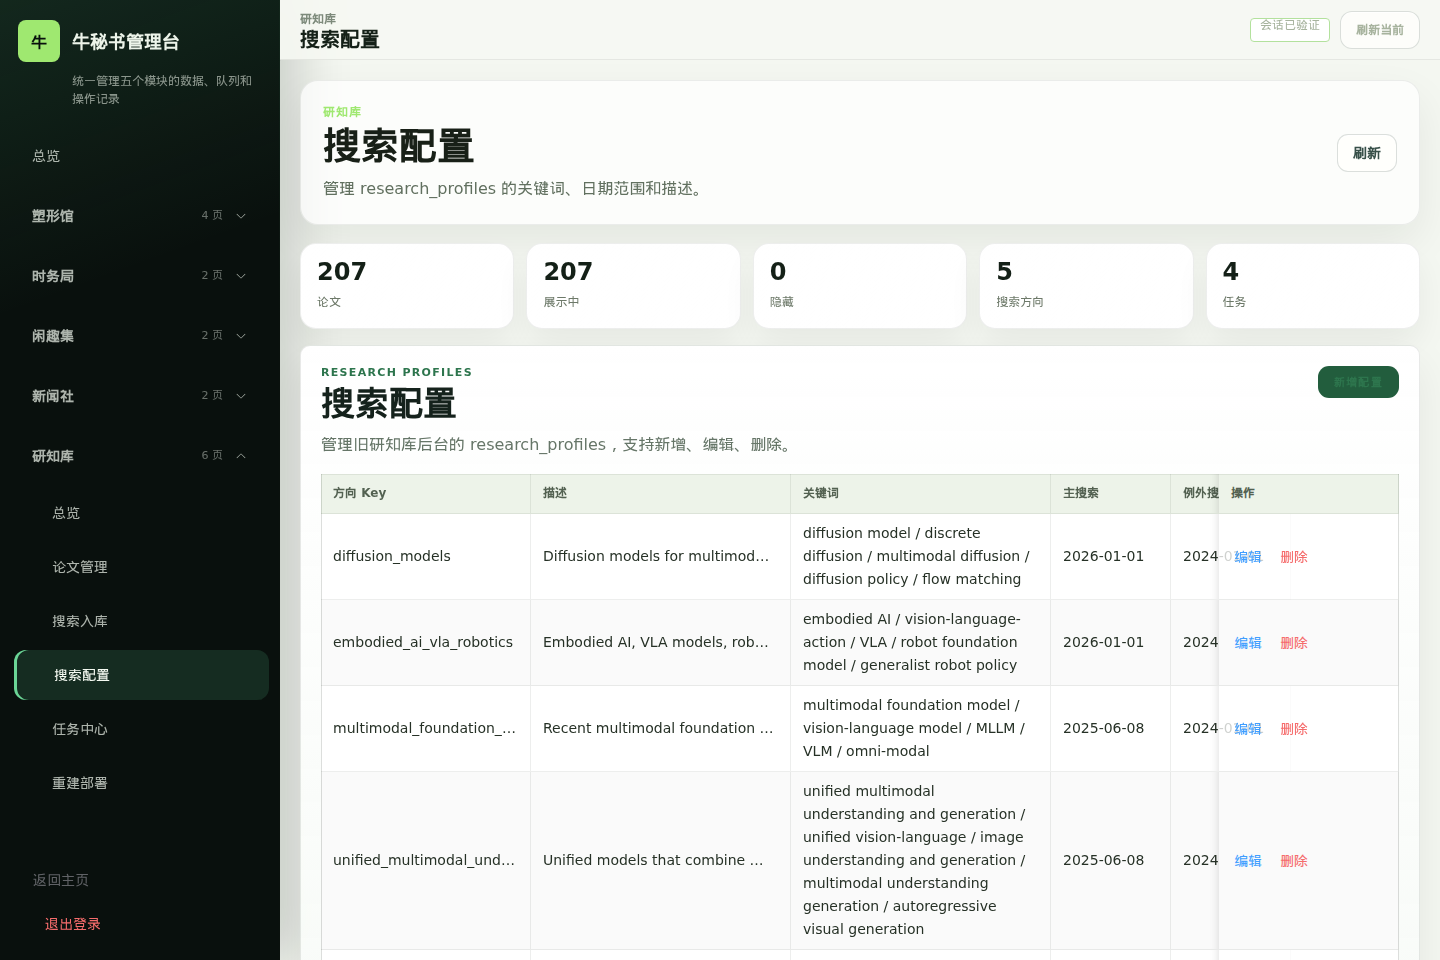 牛
牛秘书管理台
统一管理五个模块的数据、队列和
操作记录
总览
塑形馆
4 页
时务局
2 页
闲趣集
2 页
新闻社
2 页
研知库
6 页
总览
论文管理
搜索入库
搜索配置
任务中心
重建部署
返回主页
退出登录
研知库
搜索配置
会话已验证
刷新当前
研知库
搜索配置
管理 research_profiles 的关键词、日期范围和描述。
刷新
207
论文
207
展示中
0
隐藏
5
搜索方向
4
任务
RESEARCH PROFILES
搜索配置
管理旧研知库后台的 research_profiles，支持新增、编辑、删除。
新增配置
方向 Key
描述
关键词
主搜索
例外搜
操作
diffusion_models
Diffusion models for multimod...
diffusion model / discrete
diffusion / multimodal diffusion /
diffusion policy / flow matching
2026-01-01
2024-0
编辑
删除
embodied_ai_vla_robotics
Embodied AI, VLA models, rob...
embodied AI / vision-language-
action / VLA / robot foundation
model / generalist robot policy
2026-01-01
2024
编辑
删除
multimodal_foundation_...
Recent multimodal foundation ...
multimodal foundation model /
vision-language model / MLLM /
VLM / omni-modal
2025-06-08
2024-0
编辑
删除
unified_multimodal_und...
Unified models that combine ...
unified multimodal
understanding and generation /
unified vision-language / image
understanding and generation /
multimodal understanding
generation / autoregressive
visual generation
2025-06-08
2024
编辑
删除